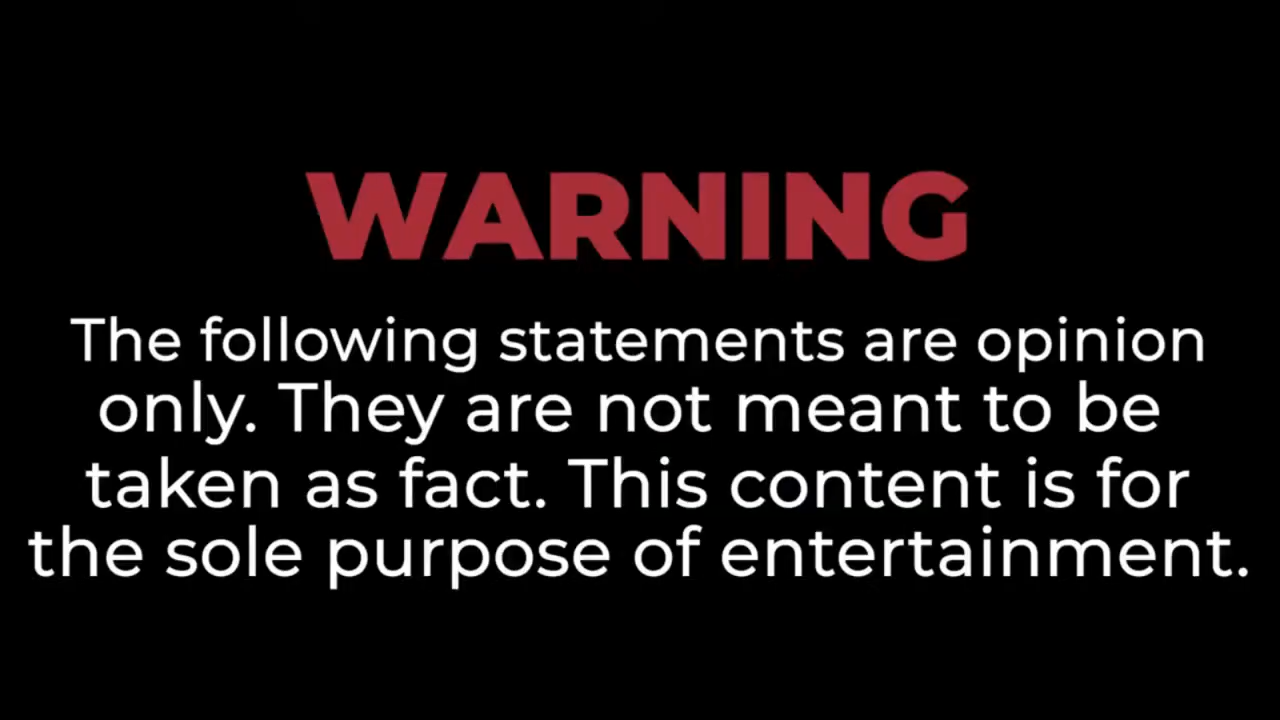 WARNING
The following statements are opinion
only. They are not meant to be
taken as fact. This content is for
the sole purpose of entertainment.